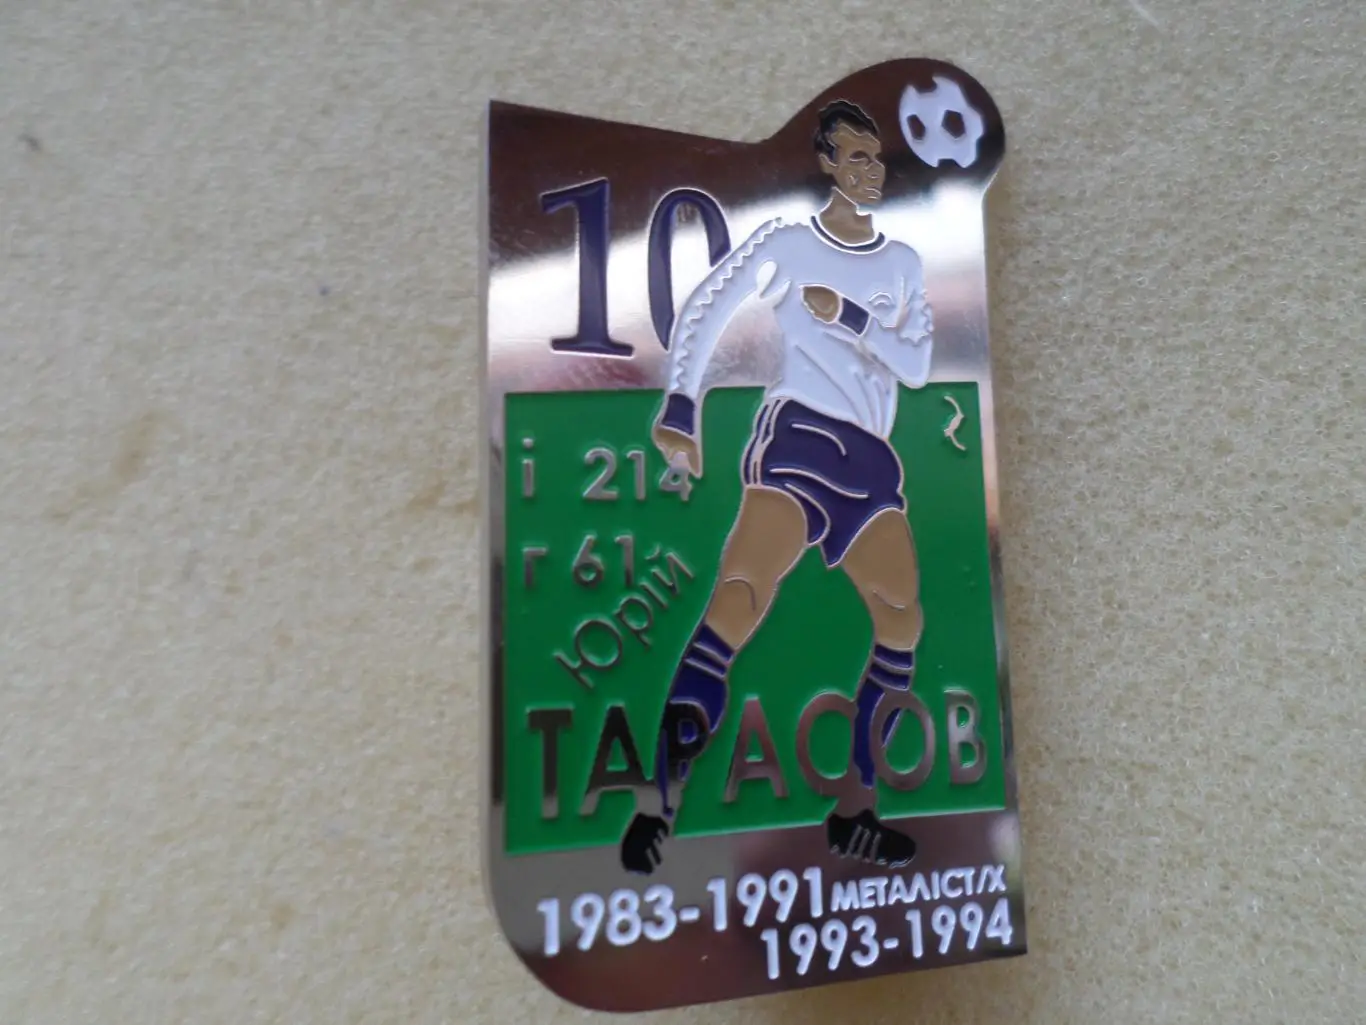 10
і 214
г 61
Юрій
ТАРАСОВ
1983-1991 МЕТАЛІСТ/Х
1993-1994